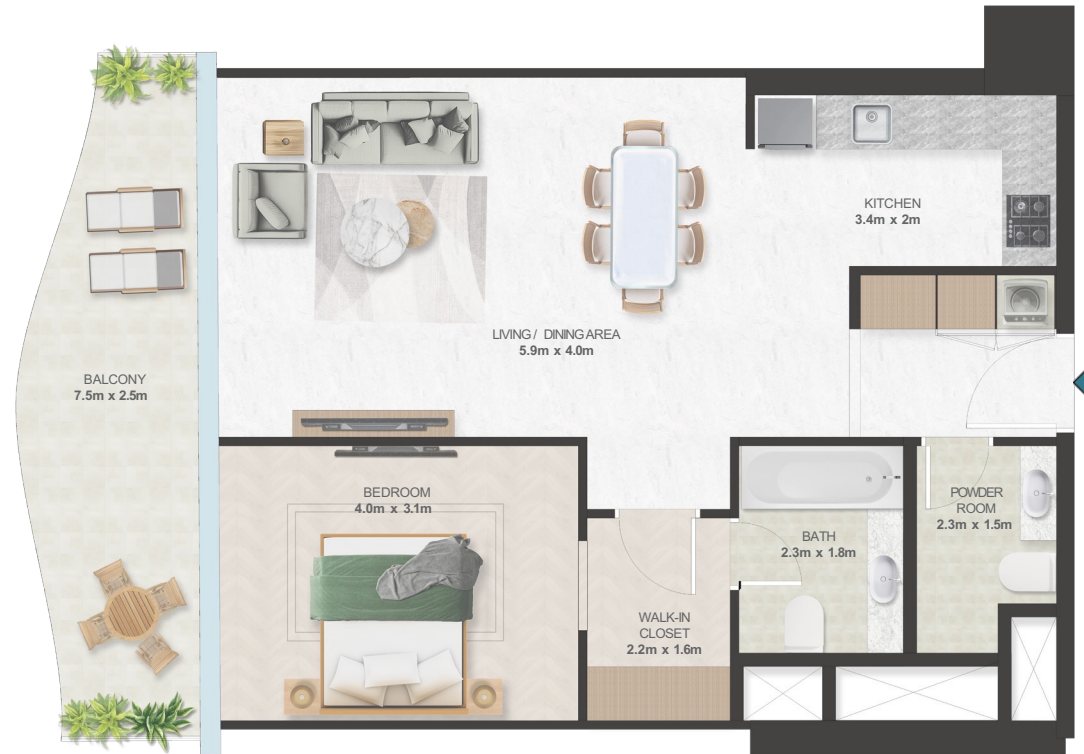 KITCHEN
3.4m x 2m
LIVING / DINING AREA
5.9m x 4.0m
BALCONY
7.5m x 2.5m
BEDROOM
4.0m x 3.1m
POWDER
ROOM
2.3m x 1.5m
BATH
2.3m x 1.8m
WALK-IN
CLOSET
2.2m x 1.6m